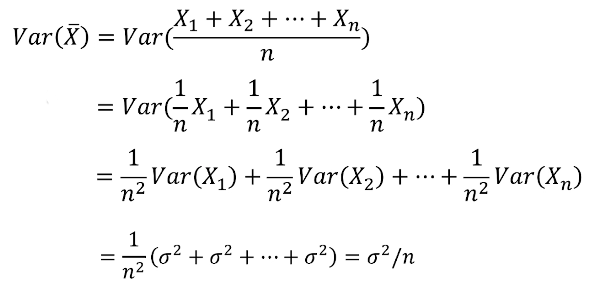 Var(X̄) = Var((X₁ + X₂ + ⋯ + Xₙ)/n)
= Var(1/n X₁ + 1/n X₂ + ⋯ + 1/n Xₙ)
= 1/n² Var(X₁) + 1/n² Var(X₂) + ⋯ + 1/n² Var(Xₙ)
= 1/n² (σ² + σ² + ⋯ + σ²) = σ²/n